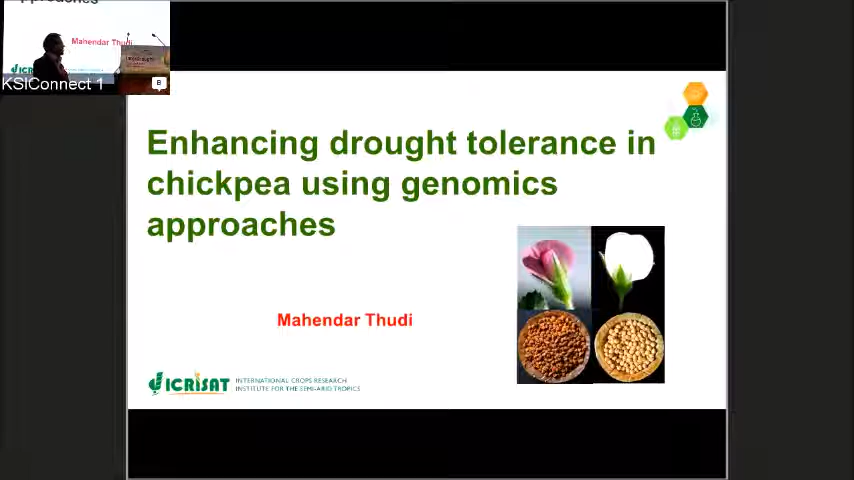 Mahendar Thudi
KSIConnect 1
B
Enhancing drought tolerance in
chickpea using genomics
approaches
Mahendar Thudi
ICRISAT
INTERNATIONAL CROPS RESEARCH
INSTITUTE FOR THE SEMI-ARID TROPICS